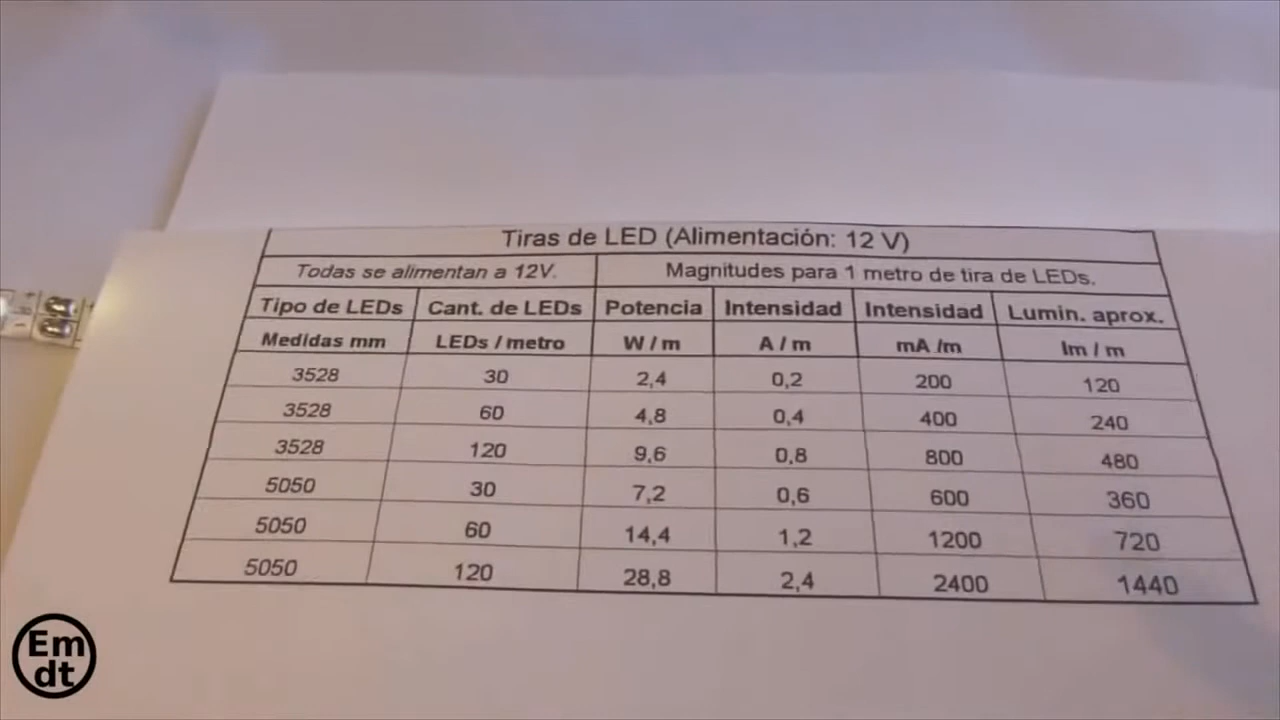 Tiras de LED (Alimentación: 12 V)
Todas se alimentan a 12V. Magnitudes para 1 metro de tira de LEDs.
Tipo de LEDs Cant. de LEDs Potencia Intensidad Intensidad Lumin. aprox.
Medidas mm LEDs / metro W / m A / m mA /m lm / m
3528 30 2,4 0,2 200 120
3528 60 4,8 0,4 400 240
3528 120 9,6 0,8 800 480
5050 30 7,2 0,6 600 360
5050 60 14,4 1,2 1200 720
5050 120 28,8 2,4 2400 1440
Em
dt